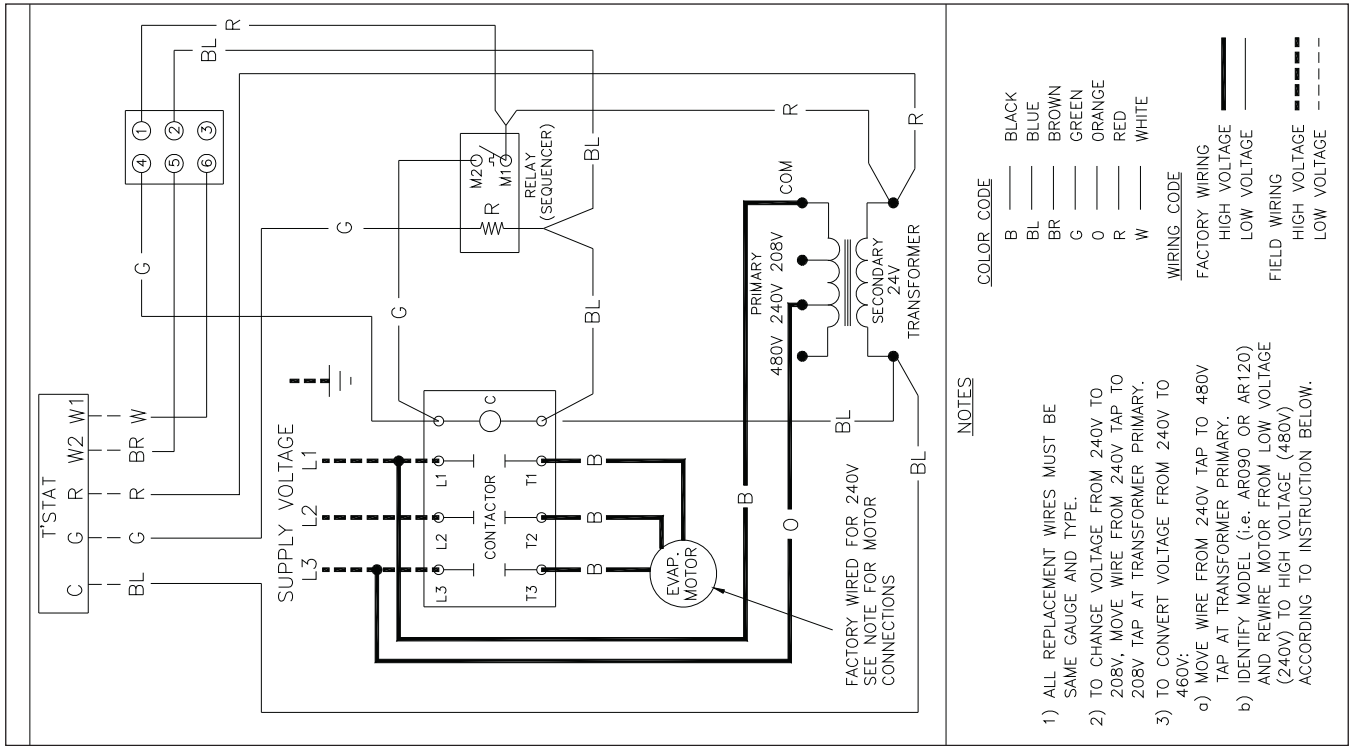 T'STAT
C G R W2 W1
BL G R BR W
SUPPLY VOLTAGE
L3 L2 L1
4 1
5 2
6 3
R
BL
G
G
R
M2
M1
RELAY
(SEQUENCER)
BL
R
R
G
BL
L3 L2 L1
CONTACTOR
C
T3 T2 T1
B B B
EVAP.
MOTOR
FACTORY WIRED FOR 240V
SEE NOTE FOR MOTOR
CONNECTIONS
B
O
BL
BL
PRIMARY
480V 240V 208V
COM
SECONDARY
24V
TRANSFORMER
NOTES
1) ALL REPLACEMENT WIRES MUST BE
SAME GAUGE AND TYPE.
2) TO CHANGE VOLTAGE FROM 240V TO
208V, MOVE WIRE FROM 240V TAP TO
208V TAP AT TRANSFORMER PRIMARY.
3) TO CONVERT VOLTAGE FROM 240V TO
460V:
a) MOVE WIRE FROM 240V TAP TO 480V
TAP AT TRANSFORMER PRIMARY.
b) IDENTIFY MODEL (i.e. AR090 OR AR120)
AND REWIRE MOTOR FROM LOW VOLTAGE
(240V) TO HIGH VOLTAGE (480V)
ACCORDING TO INSTRUCTION BELOW.
COLOR CODE
B BLACK
BL BLUE
BR BROWN
G GREEN
O ORANGE
R RED
W WHITE
WIRING CODE
FACTORY WIRING
HIGH VOLTAGE
LOW VOLTAGE
FIELD WIRING
HIGH VOLTAGE
LOW VOLTAGE